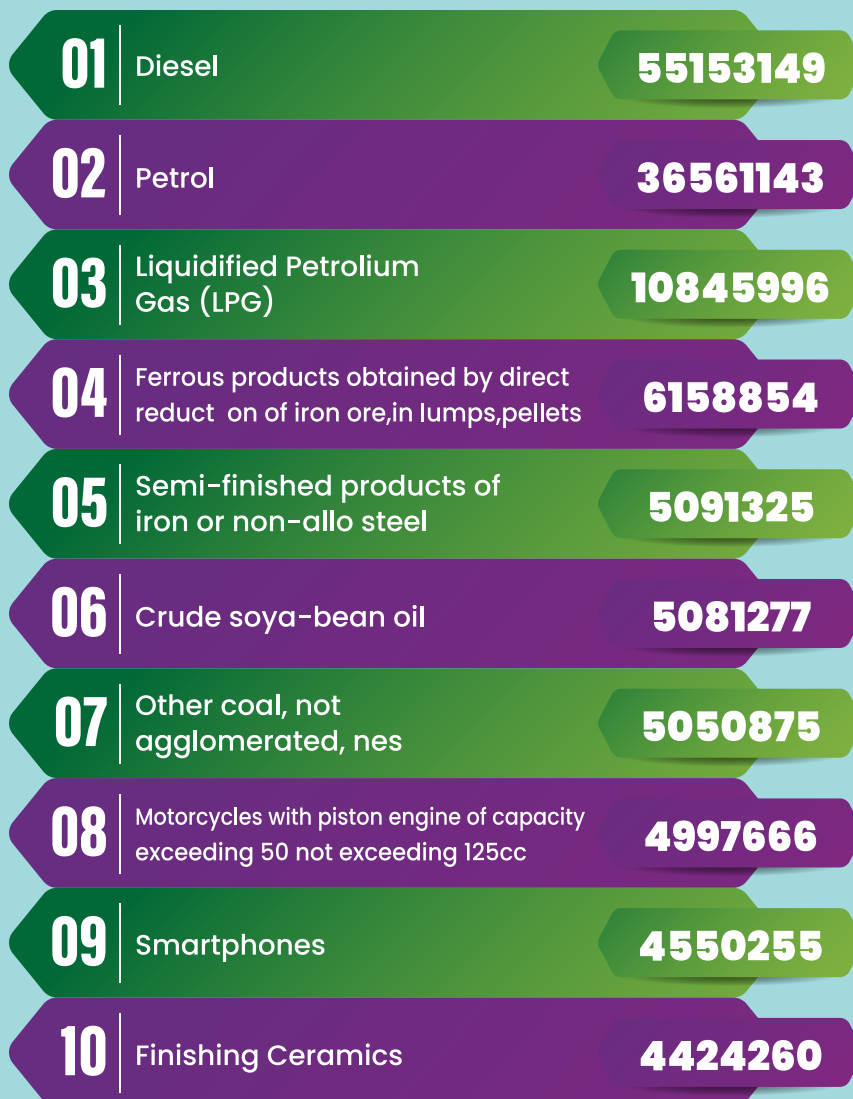 01
Diesel
55153149
02
Petrol
36561143
03
Liquidified Petrolium
Gas (LPG)
10845996
04
Ferrous products obtained by direct
reduct  on of iron ore,in lumps,pellets
6158854
05
Semi-finished products of
iron or non-allo steel
5091325
06
Crude soya-bean oil
5081277
07
Other coal, not
agglomerated, nes
5050875
08
Motorcycles with piston engine of capacity
exceeding 50 not exceeding 125cc
4997666
09
Smartphones
4550255
10
Finishing Ceramics
4424260